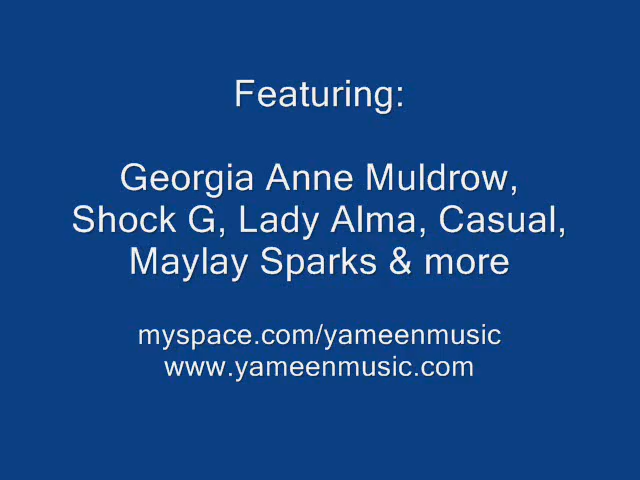 Featuring:
Georgia Anne Muldrow,
Shock G, Lady Alma, Casual,
Maylay Sparks & more
myspace.com/yameenmusic
www.yameenmusic.com